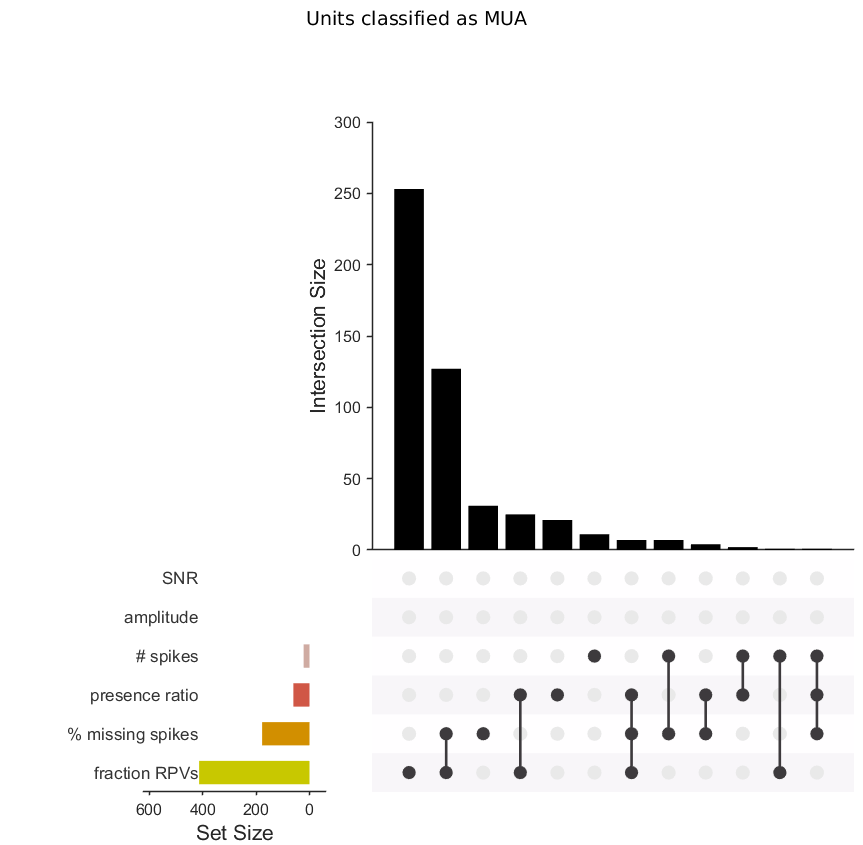 Units classified as MUA
300
250
200
150
100
50
0
Intersection Size
SNR
amplitude
# spikes
presence ratio
% missing spikes
fraction RPVs
600 400 200 0
Set Size